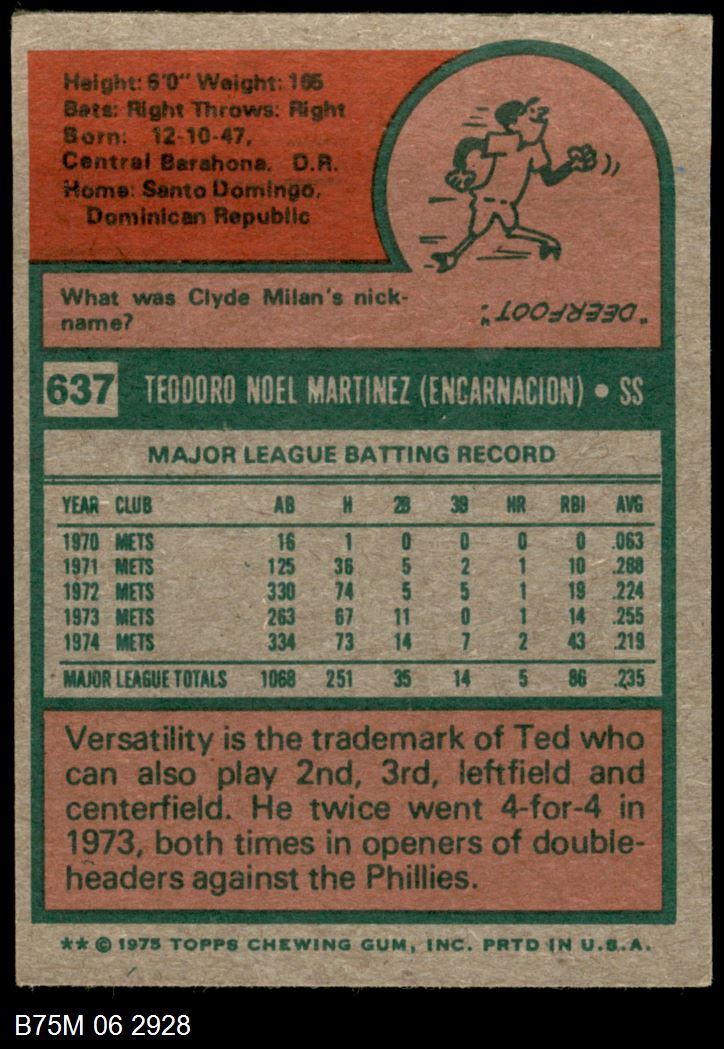 Height: 6'0" Weight: 165
Bats: Right Throws: Right
Born: 12-10-47,
Central Barahona, D.R.
Home: Santo Domingo,
Dominican Republic
What was Clyde Milan's nick-
name?
"DEERFOOT."
637 TEODORO NOEL MARTINEZ (ENCARNACION) • SS
MAJOR LEAGUE BATTING RECORD
YEAR CLUB AB H 2B 3B HR RBI AVG
1970 METS 16 1 0 0 0 0 .063
1971 METS 125 36 5 2 1 10 .288
1972 METS 330 74 5 5 1 19 .224
1973 METS 263 67 11 0 1 14 .255
1974 METS 334 73 14 7 2 43 .219
MAJOR LEAGUE TOTALS 1068 251 35 14 5 86 .235
Versatility is the trademark of Ted who
can also play 2nd, 3rd, leftfield and
centerfield. He twice went 4-for-4 in
1973, both times in openers of double-
headers against the Phillies.
** © 1975 TOPPS CHEWING GUM, INC. PRTD IN U.S.A.
B75M 06 2928